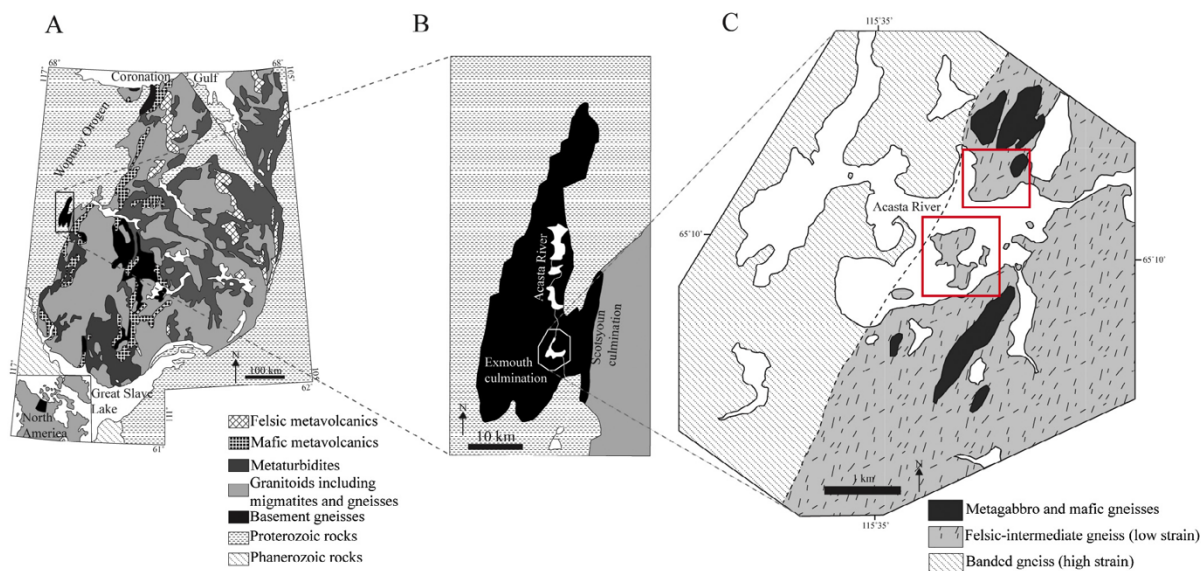 A
B
C
68˚
68˚
117˚
105˚
Coronation
Gulf
Wopmay Orogen
N
100 km
117˚
62˚
Great Slave
Lake
North
America
111
61˚
Felsic metavolcanics
Mafic metavolcanics
Metaturbidites
Granitoids including
migmatites and gneisses
Basement gneisses
Proterozoic rocks
Phanerozoic rocks
Acasta River
Scotsyoun
culmination
Exmouth
culmination
N
10 km
115˚35'
Acasta River
65˚10'
65˚10'
1 km
N
115˚35'
Metagabbro and mafic gneisses
Felsic-intermediate gneiss (low strain)
Banded gneiss (high strain)